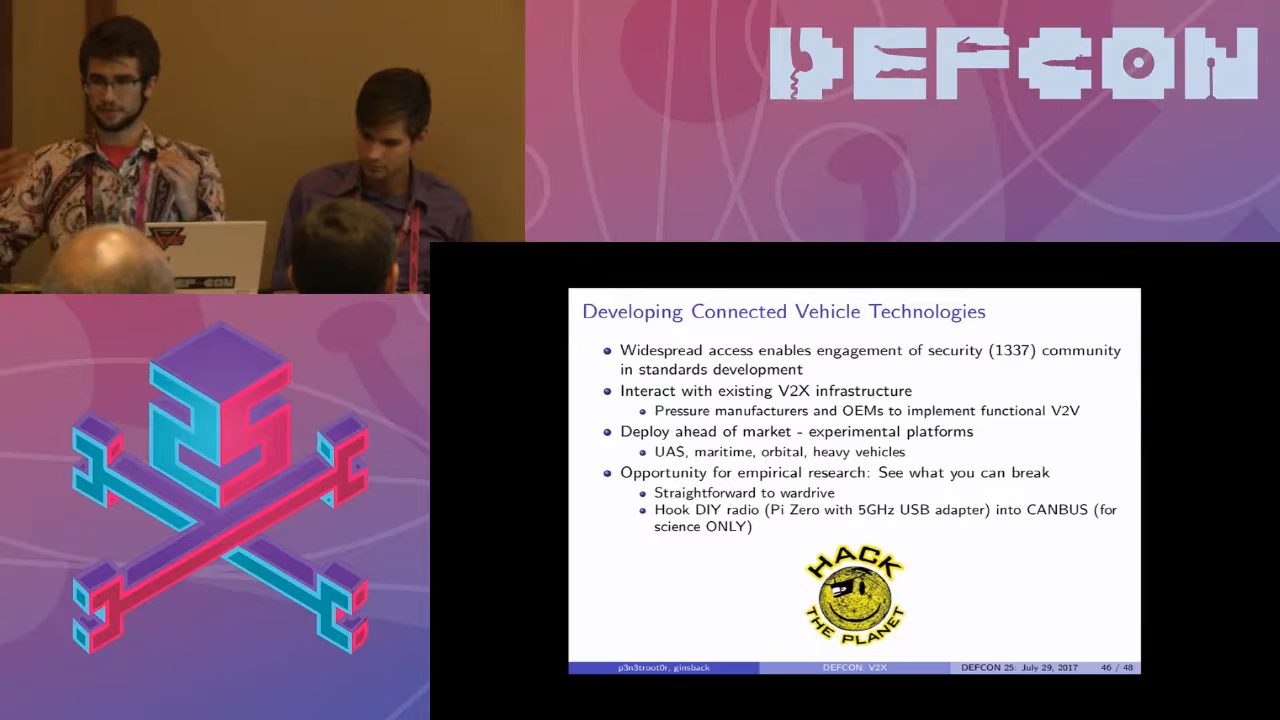 DEFCON
DEF CON
Developing Connected Vehicle Technologies
Widespread access enables engagement of security (1337) community
in standards development
Interact with existing V2X infrastructure
Pressure manufacturers and OEMs to implement functional V2V
Deploy ahead of market - experimental platforms
UAS, maritime, orbital, heavy vehicles
Opportunity for empirical research: See what you can break
Straightforward to wardrive
Hook DIY radio (Pi Zero with 5GHz USB adapter) into CANBUS (for
science ONLY)
HACK
THE PLANET
p3n3troot0r, ginsback
DEFCON: V2X
DEFCON 25: July 29, 2017
46 / 48